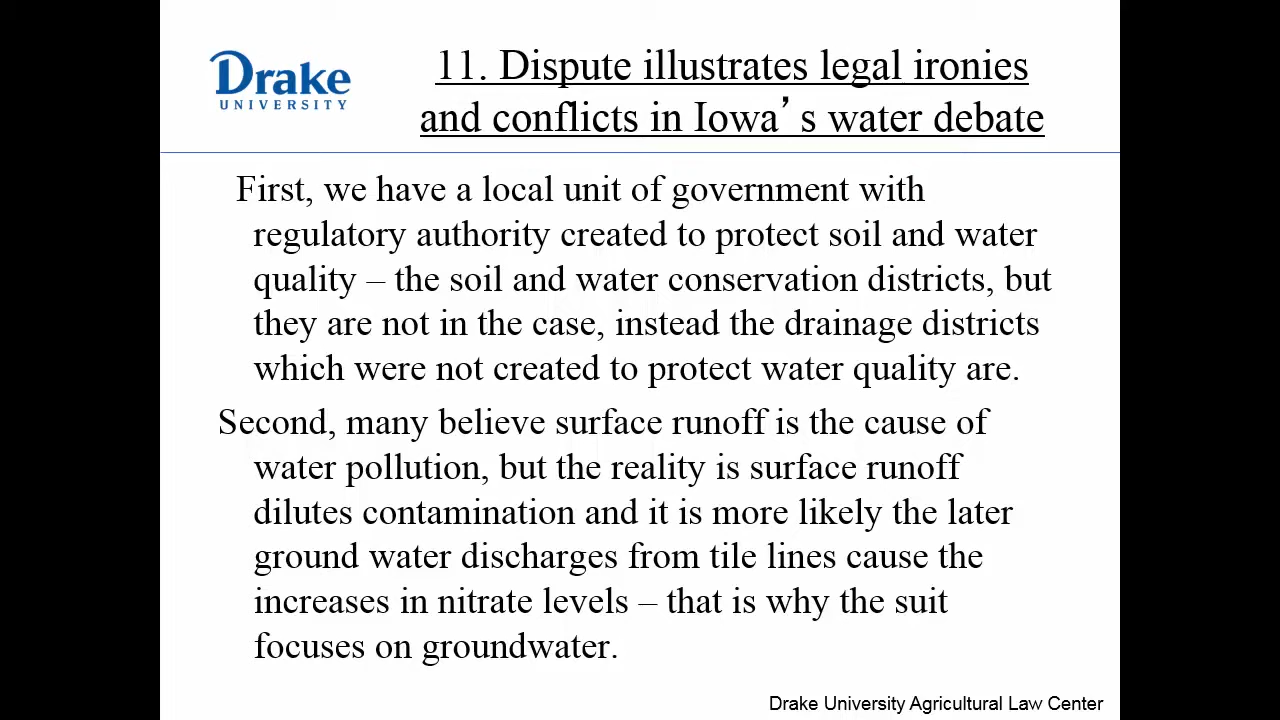 Drake
UNIVERSITY
11. Dispute illustrates legal ironies
and conflicts in Iowa’s water debate
First, we have a local unit of government with
regulatory authority created to protect soil and water
quality – the soil and water conservation districts, but
they are not in the case, instead the drainage districts
which were not created to protect water quality are.
Second, many believe surface runoff is the cause of
water pollution, but the reality is surface runoff
dilutes contamination and it is more likely the later
ground water discharges from tile lines cause the
increases in nitrate levels – that is why the suit
focuses on groundwater.
Drake University Agricultural Law Center